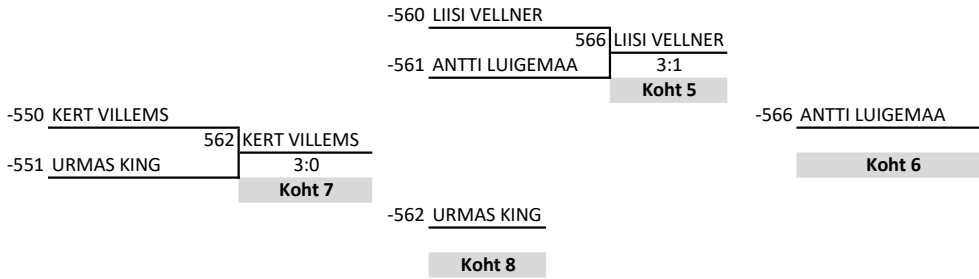 -560 LIISI VELLNER
566 LIISI VELLNER
-561 ANTTI LUIGEMAA 3:1
Koht 5
-550 KERT VILLEMS -566 ANTTI LUIGEMAA
562 KERT VILLEMS
-551 URMAS KING 3:0 Koht 6
Koht 7
-562 URMAS KING
Koht 8